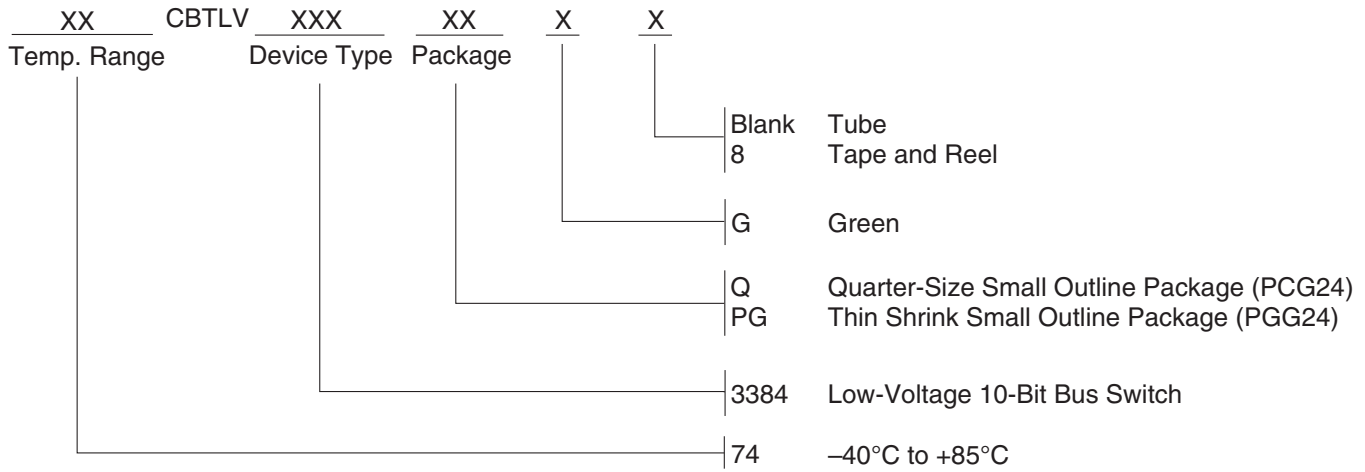 XX CBTLV XXX XX X X
Temp. Range Device Type Package
Blank Tube
8 Tape and Reel
G Green
Q Quarter-Size Small Outline Package (PCG24)
PG Thin Shrink Small Outline Package (PGG24)
3384 Low-Voltage 10-Bit Bus Switch
74 –40°C to +85°C